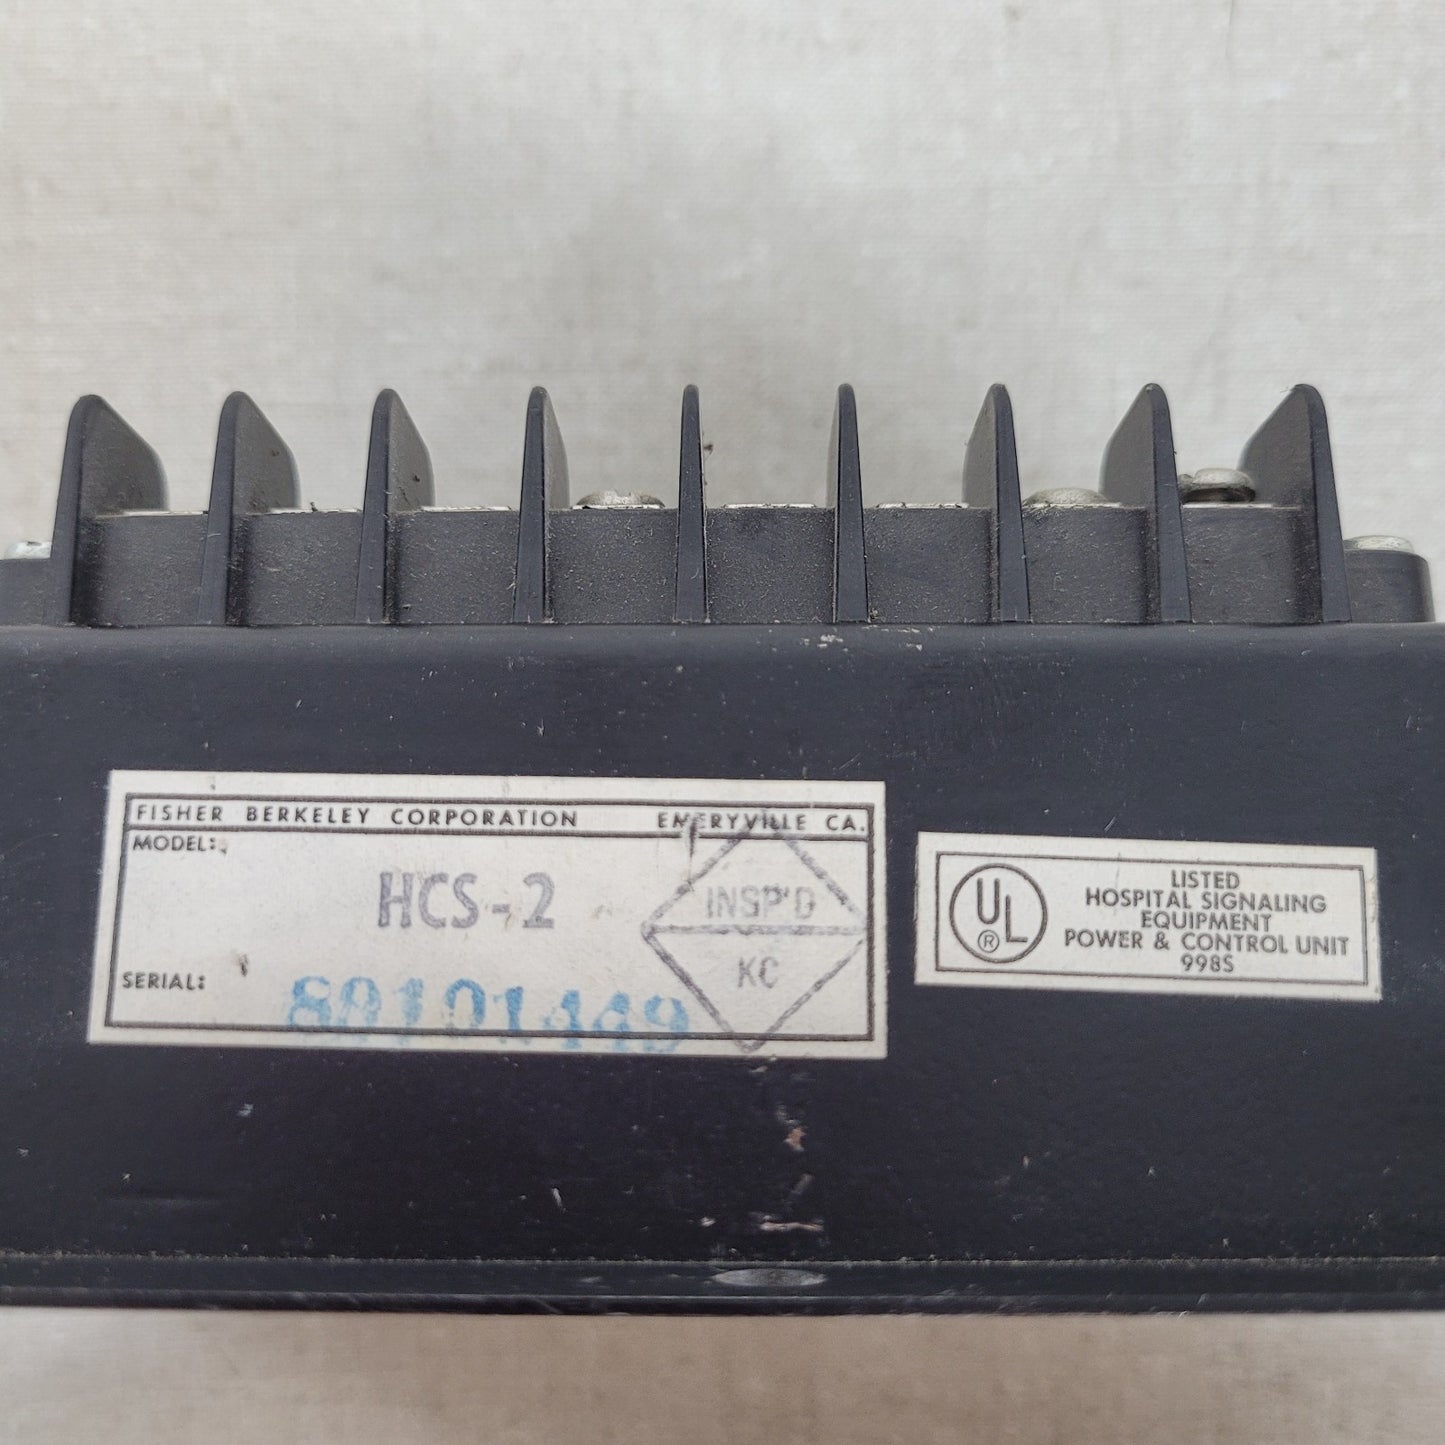 FISHER BERKELEY CORPORATION EMERYVILLE CA.
MODEL:
HCS-2
INSP'D
KC
SERIAL:
89101449
UL
®
LISTED
HOSPITAL SIGNALING
EQUIPMENT
POWER & CONTROL UNIT
998S